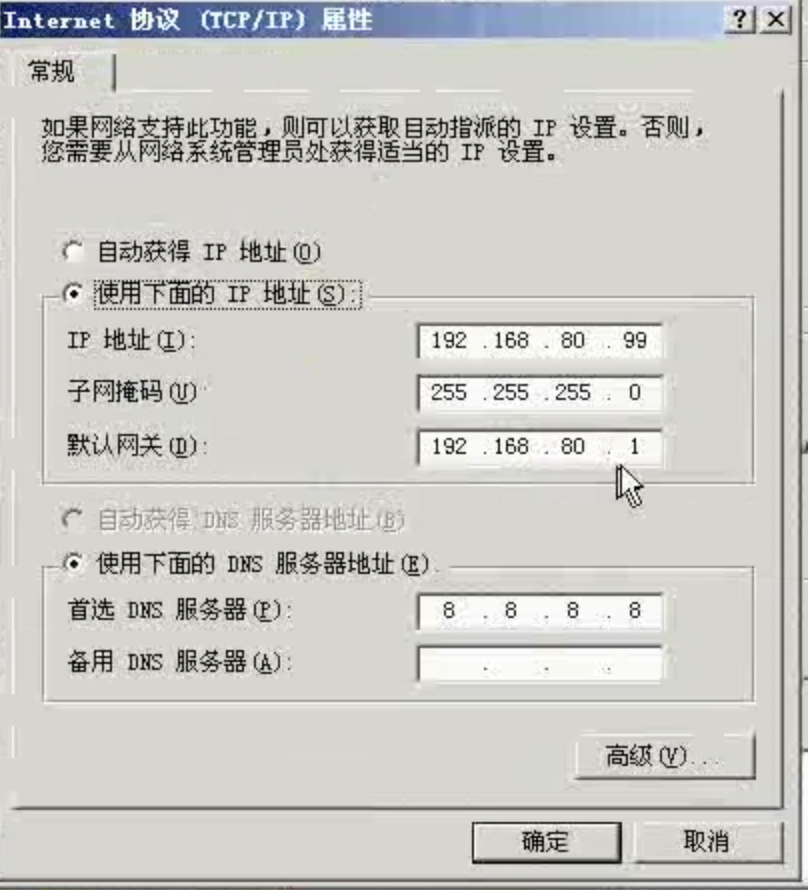 Internet 协议 (TCP/IP) 属性
常规
如果网络支持此功能，则可以获取自动指派的 IP 设置。否则，
您需要从网络系统管理员处获得适当的 IP 设置。
自动获得 IP 地址(O)
使用下面的 IP 地址(S):
IP 地址(I): 192 .168 . 80 . 99
子网掩码(U) 255 .255 .255 . 0
默认网关(D): 192 .168 . 80 . 1
自动获得 DNS 服务器地址(B)
使用下面的 DNS 服务器地址(E)
首选 DNS 服务器(P): 8 . 8 . 8 . 8
备用 DNS 服务器(A): . . .
高级(V)...
确定 取消